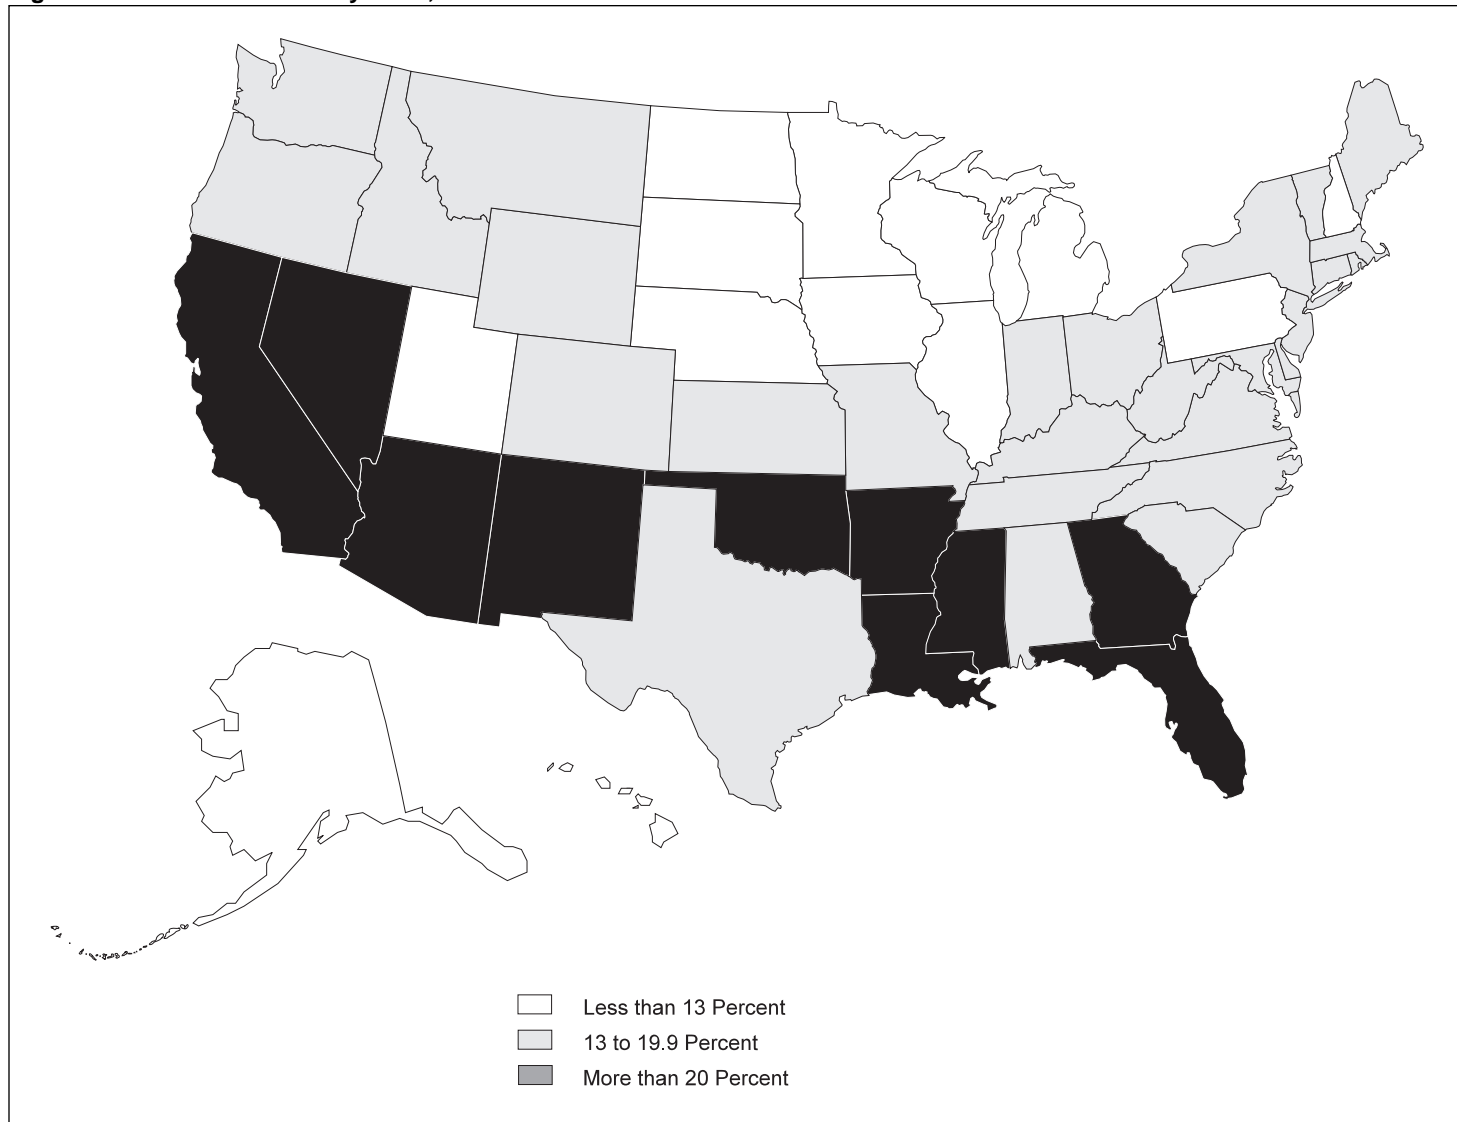 Less than 13 Percent
13 to 19.9 Percent
More than 20 Percent